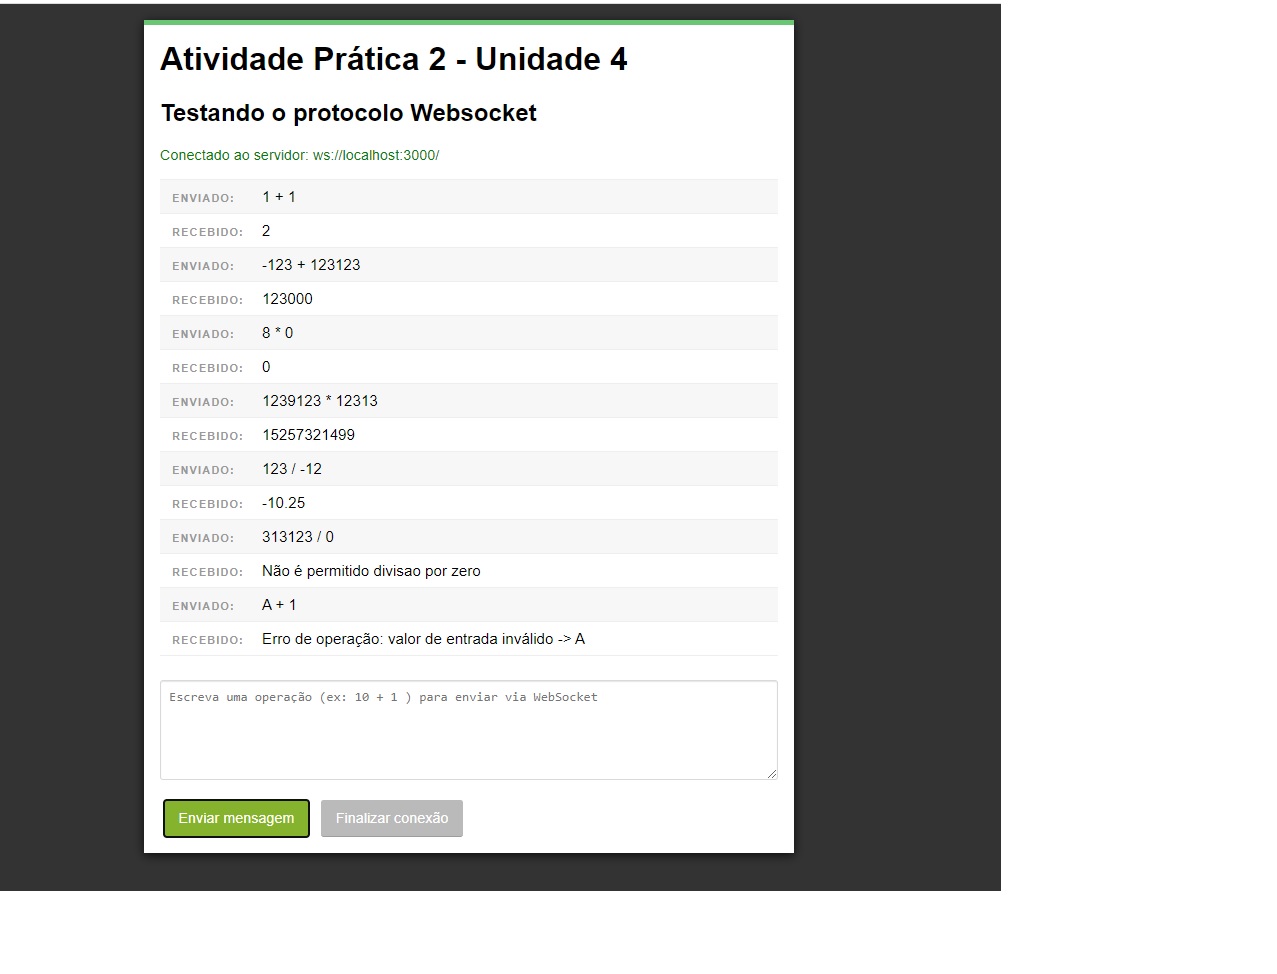 Atividade Prática 2 - Unidade 4
Testando o protocolo Websocket
Conectado ao servidor: ws://localhost:3000/
ENVIADO: 1 + 1
RECEBIDO: 2
ENVIADO: -123 + 123123
RECEBIDO: 123000
ENVIADO: 8 * 0
RECEBIDO: 0
ENVIADO: 1239123 * 12313
RECEBIDO: 15257321499
ENVIADO: 123 / -12
RECEBIDO: -10.25
ENVIADO: 313123 / 0
RECEBIDO: Não é permitido divisao por zero
ENVIADO: A + 1
RECEBIDO: Erro de operação: valor de entrada inválido -> A
Escreva uma operação (ex: 10 + 1 ) para enviar via WebSocket
Enviar mensagem Finalizar conexão